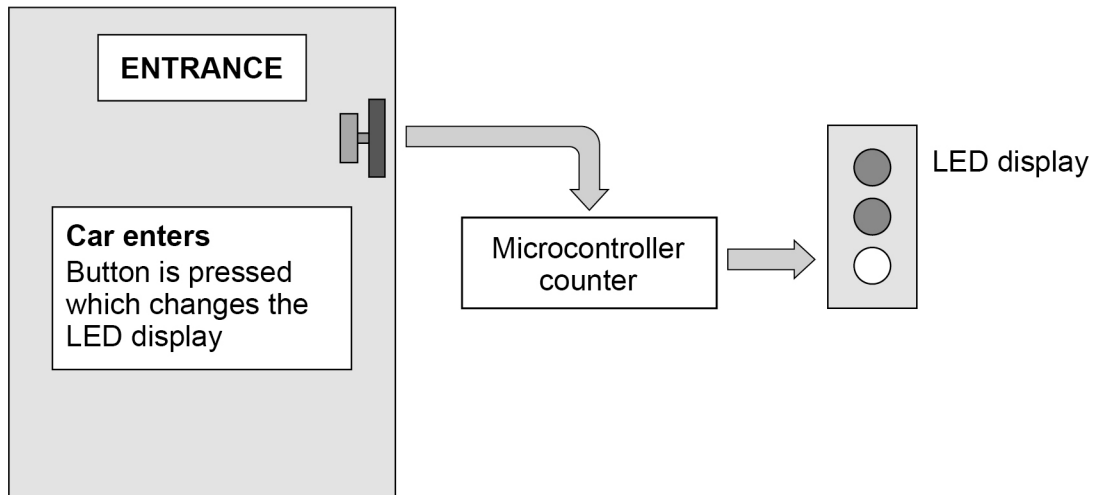 ENTRANCE
Car enters
Button is pressed
which changes the
LED display
Microcontroller
counter
LED display